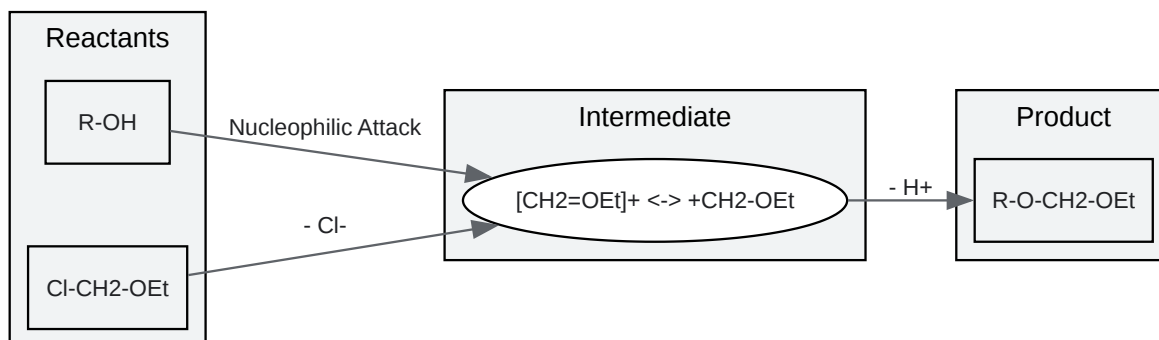 Reactants
R-OH
Cl-CH2-OEt
Nucleophilic Attack
- Cl-
Intermediate
[CH2=OEt]+ <-> +CH2-OEt
- H+
Product
R-O-CH2-OEt